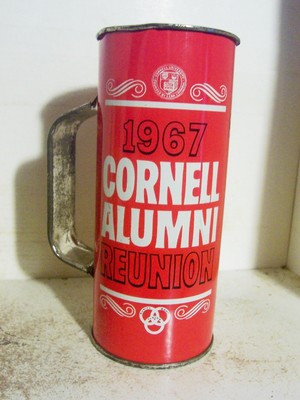 1967
CORNELL
ALUMNI
REUNION